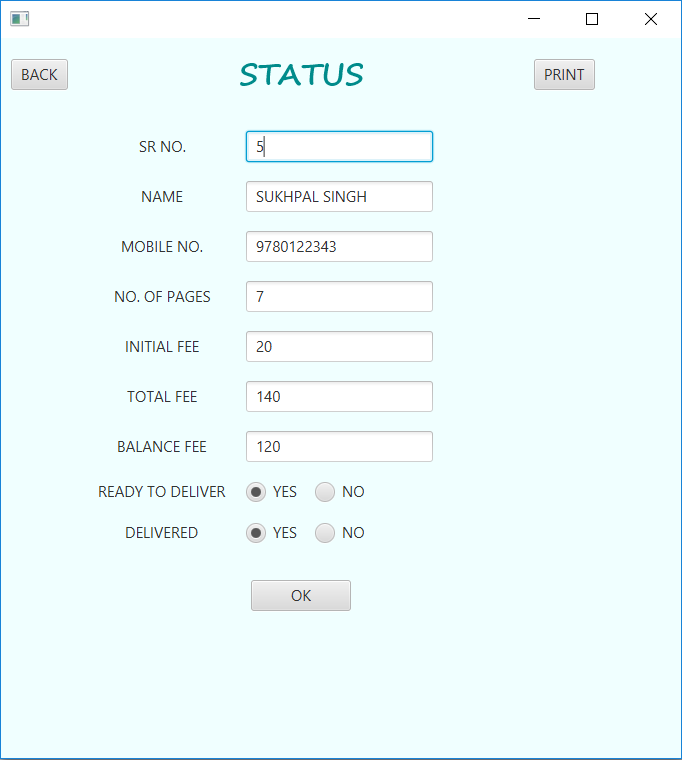 BACK STATUS PRINT
SR NO. 5
NAME SUKHPAL SINGH
MOBILE NO. 9780122343
NO. OF PAGES 7
INITIAL FEE 20
TOTAL FEE 140
BALANCE FEE 120
READY TO DELIVER YES NO
DELIVERED YES NO
OK